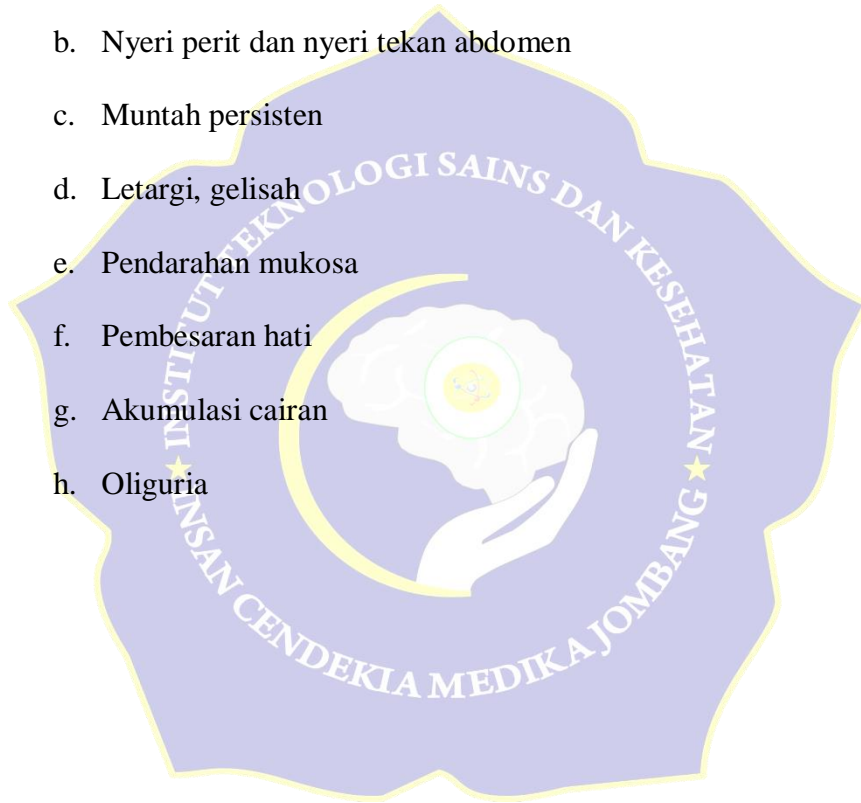 b. Nyeri perit dan nyeri tekan abdomen
c. Muntah persisten
d. Letargi, gelisah
e. Pendarahan mukosa
f. Pembesaran hati
g. Akumulasi cairan
h. Oliguria
INSTITUT TEKNOLOGI SAINS DAN KESEHATAN
INSAN CENDEKIA MEDIKA JOMBANG